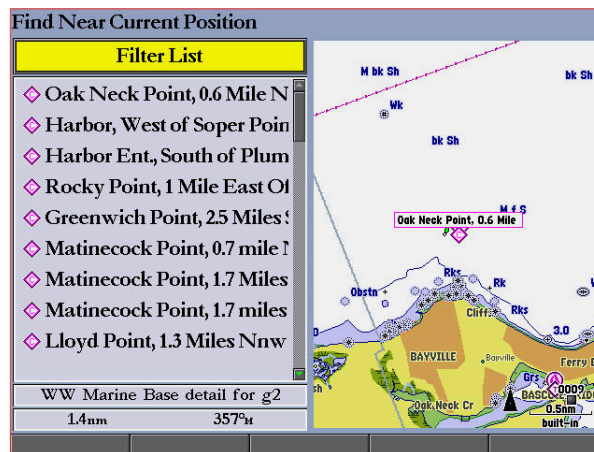 Find Near Current Position
Filter List
Oak Neck Point, 0.6 Mile N
Harbor, West of Soper Poin
Harbor Ent., South of Plum
Rocky Point, 1 Mile East Of
Greenwich Point, 2.5 Miles S
Matinecock Point, 0.7 mile N
Matinecock Point, 1.7 Miles
Matinecock Point, 1.7 miles
Lloyd Point, 1.3 Miles Nnw
WW Marine Base detail for g2
1.4nm
357°M
M bk Sh
bk Sh
Wk
bk Sh
M f S
Oak Neck Point, 0.6 Mile
Rks
Rk
Obstn
Cliff
Rks
3.0
BAYVILLE
Bayville
Ferry
Grs
0009
Oak Neck Cr
0.5nm
built-in